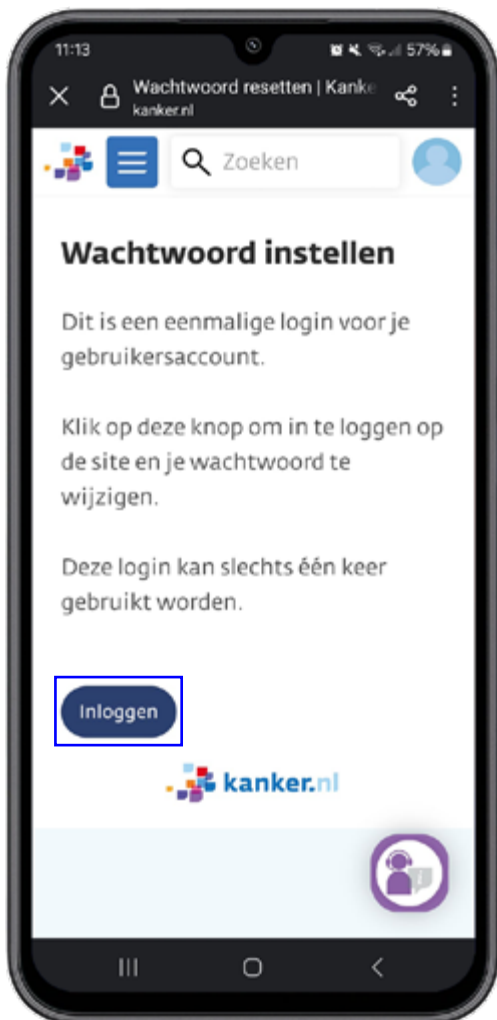 11:13
57%
Wachtwoord resetten | Kanke
kanker.nl
Zoeken
Wachtwoord instellen
Dit is een eenmalige login voor je
gebruikersaccount.
Klik op deze knop om in te loggen op
de site en je wachtwoord te
wijzigen.
Deze login kan slechts één keer
gebruikt worden.
Inloggen
kanker.nl